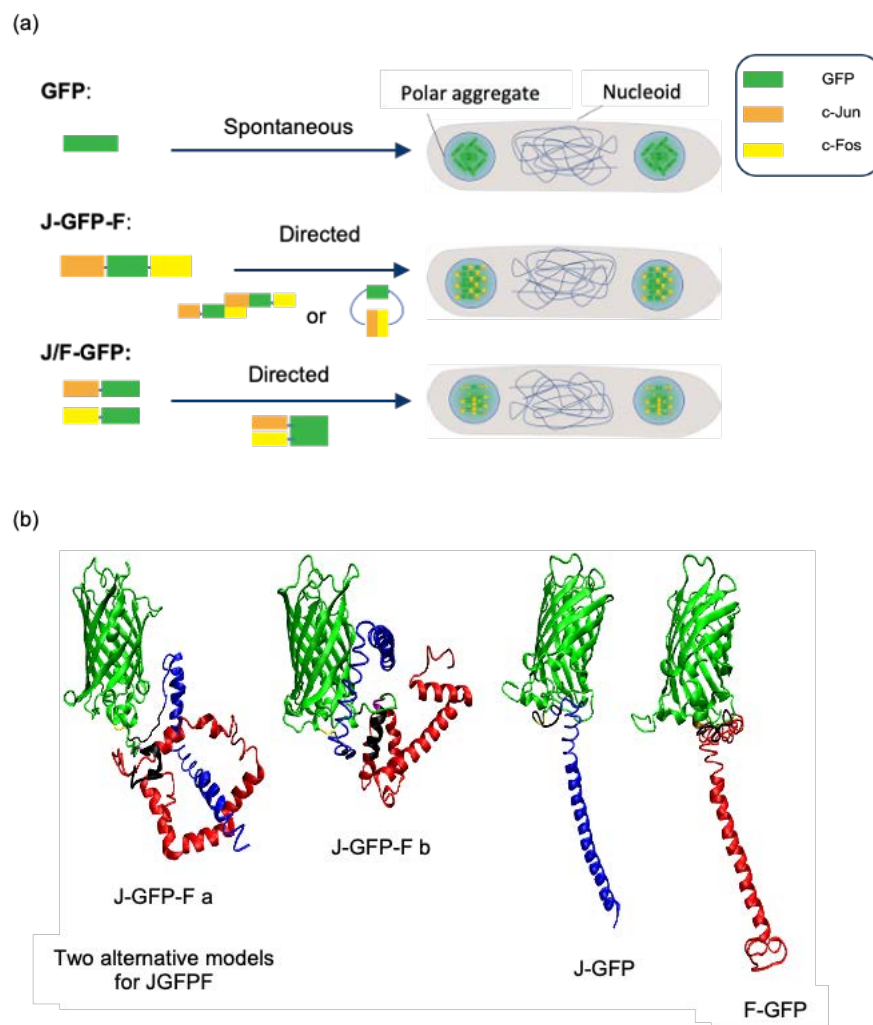 (a)
GFP:
Spontaneous
Polar aggregate
Nucleoid
GFP
c-Jun
c-Fos
J-GFP-F:
Directed
or
J/F-GFP:
Directed
(b)
J-GFP-F a
J-GFP-F b
J-GFP
F-GFP
Two alternative models
for JGFPF